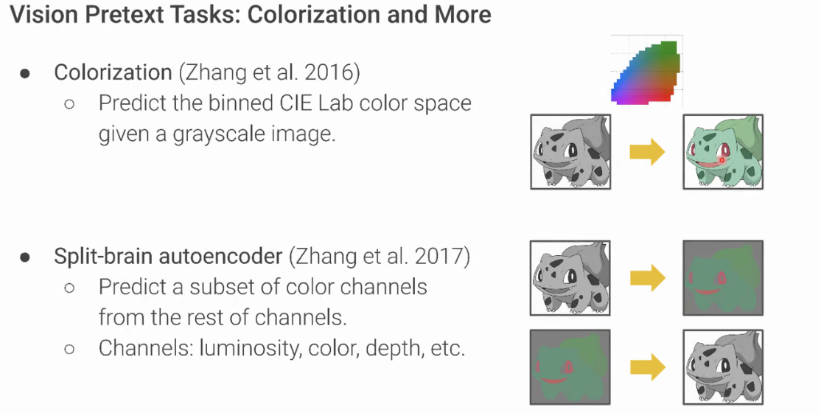 Vision Pretext Tasks: Colorization and More
● Colorization (Zhang et al. 2016)
○ Predict the binned CIE Lab color space
given a grayscale image.
● Split-brain autoencoder (Zhang et al. 2017)
○ Predict a subset of color channels
from the rest of channels.
○ Channels: luminosity, color, depth, etc.